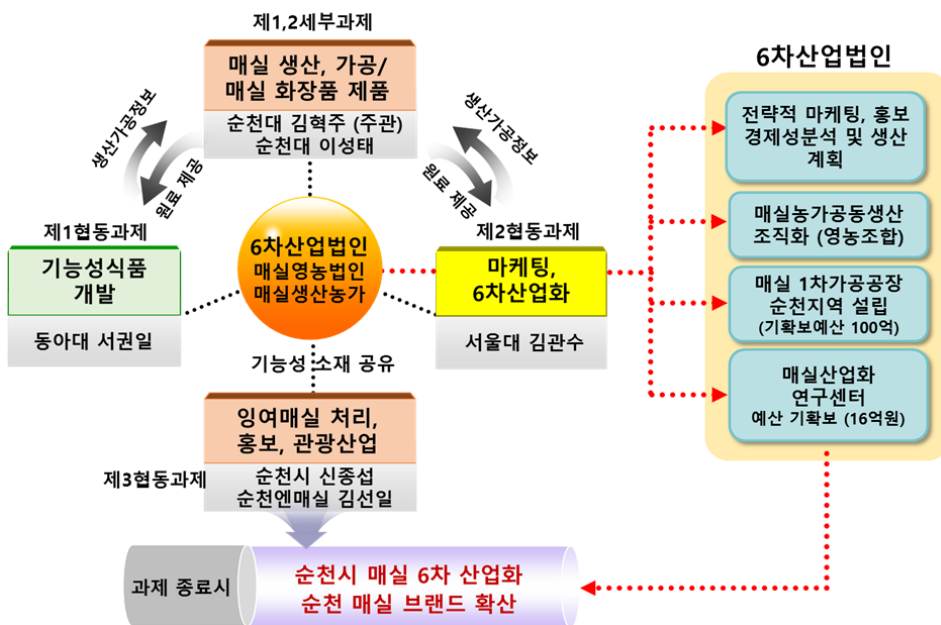 제1,2세부과제
매실 생산, 가공/
매실 화장품 제품
순천대 김혁주 (주관)
순천대 이성태
생산가공정보
원료 제공
생산가공정보
원료 제공
제1협동과제
기능성식품
개발
동아대 서권일
6차산업법인
매실영농법인
매실생산농가
제2협동과제
마케팅,
6차산업화
서울대 김관수
기능성 소재 공유
제3협동과제
잉여매실 처리,
홍보, 관광산업
순천시 신종섭
순천엔매실 김선일
6차산업법인
전략적 마케팅, 홍보
경제성분석 및 생산
계획
매실농가공동생산
조직화 (영농조합)
매실 1차가공공장
순천지역 설립
(기확보예산 100억)
매실산업화
연구센터
예산 기확보 (16억원)
과제 종료시
순천시 매실 6차 산업화
순천 매실 브랜드 확산